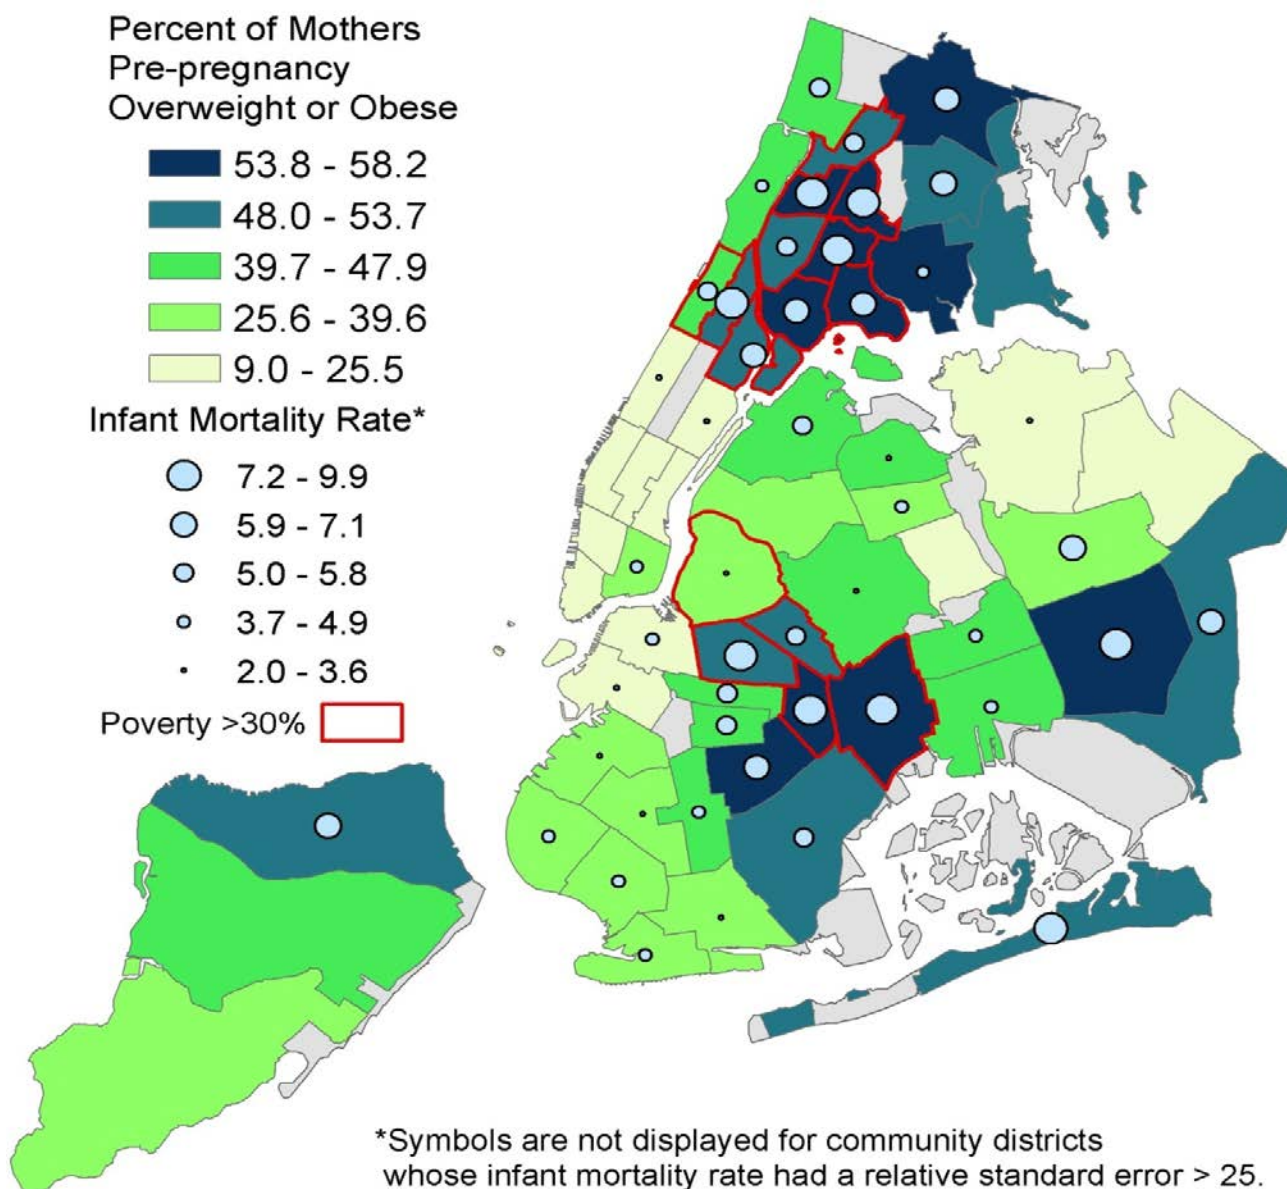 Percent of Mothers
Pre-pregnancy
Overweight or Obese
53.8 - 58.2
48.0 - 53.7
39.7 - 47.9
25.6 - 39.6
9.0 - 25.5
Infant Mortality Rate*
7.2 - 9.9
5.9 - 7.1
5.0 - 5.8
3.7 - 4.9
2.0 - 3.6
Poverty >30%
*Symbols are not displayed for community districts
whose infant mortality rate had a relative standard error > 25.